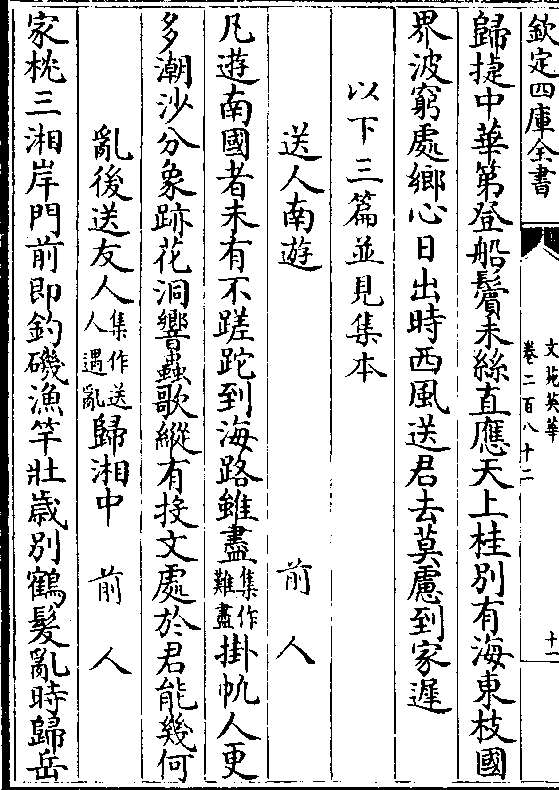 欽定四庫全書
文苑英華
卷二百八十二
十一
歸捷中華第登船鬢未絲直應天上桂別有海東枝國
界波窮處鄉心日出時西風送君去莫慮到家遲
以下三篇並見集本
送人南遊 前人
凡遊南國者未有不蹉跎到海路雖盡集作難盡掛帆人更
多潮沙分象跡花洞響蠻歌縱有投文處於君能幾何
亂後送友人集作送人遇亂歸湘中 前人
家枕三湘岸門前即釣磯漁竿壯歲別鶴髮亂時歸岳